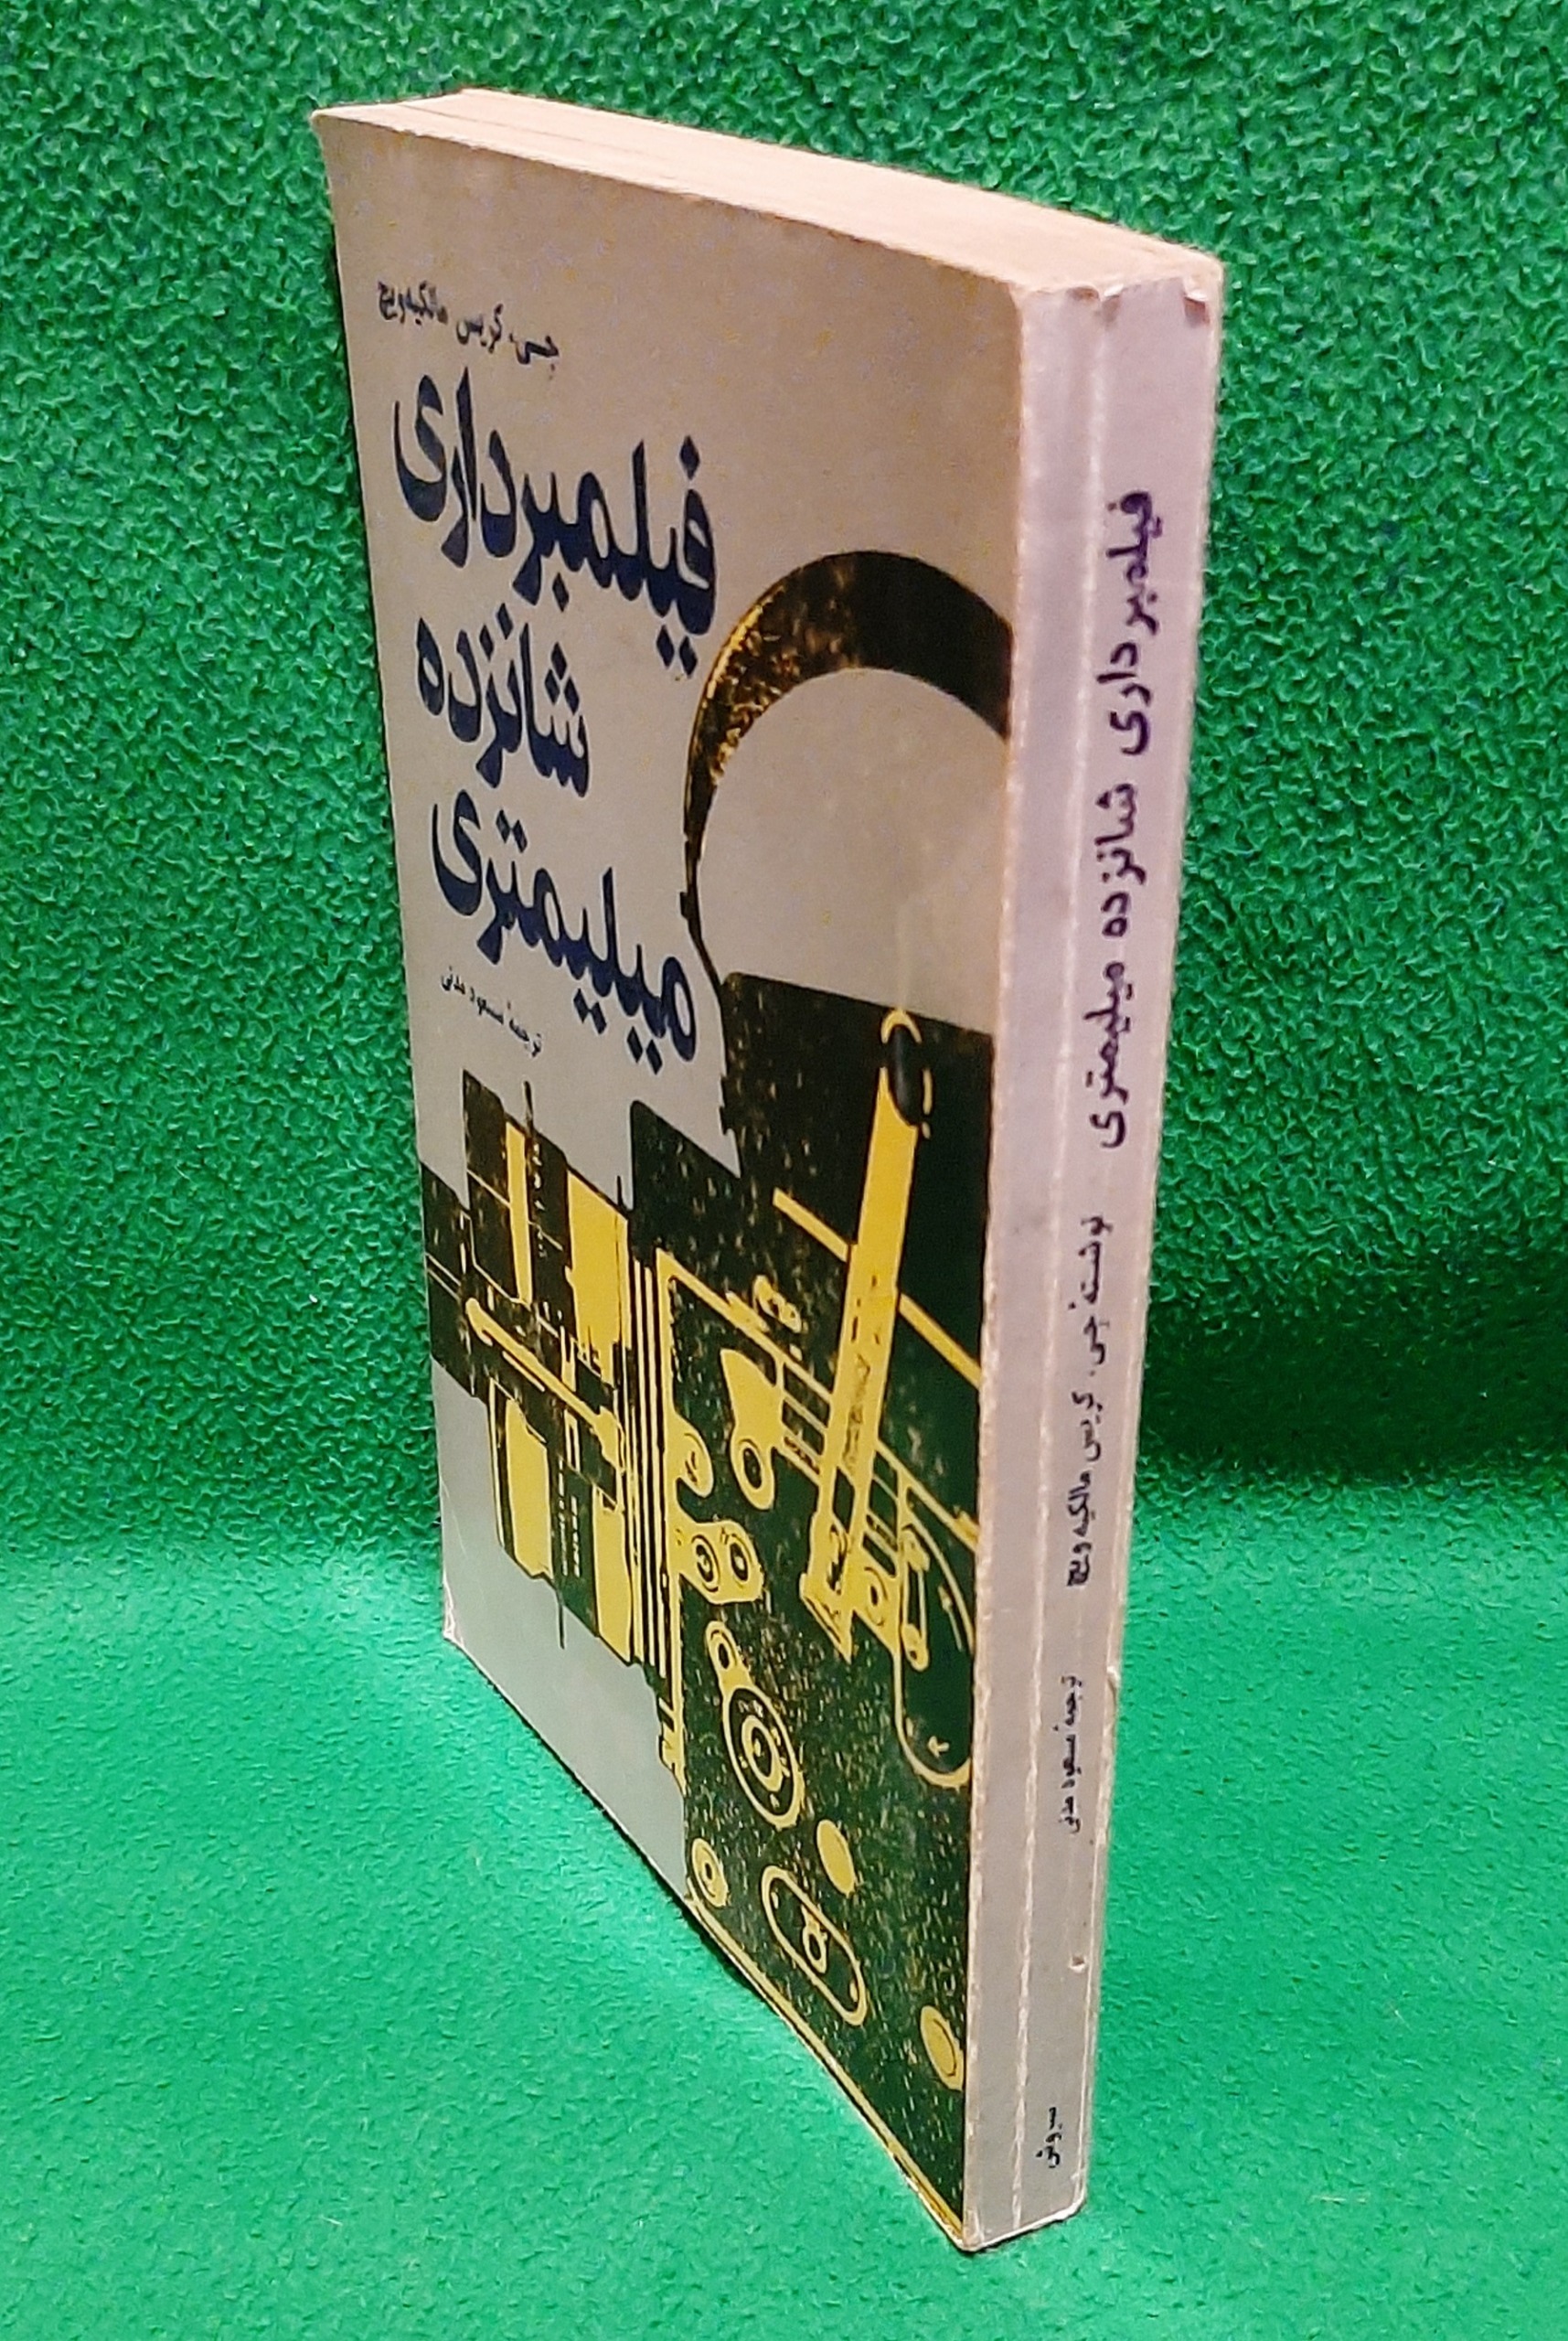 جی. کریس مالکیه‌ویچ
فیلمبرداری
شانزده
میلیمتری
ترجمهٔ مسعود مدنی
فیلمبرداری شانزده میلیمتری نوشتهٔ جی. کریس مالکیه‌ویچ ترجمهٔ مسعود مدنی سروش